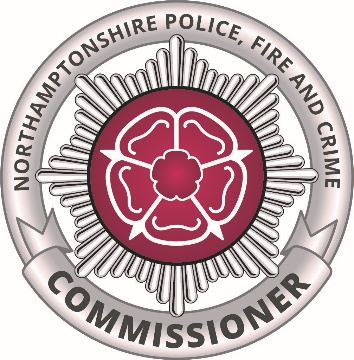 NORTHAMPTONSHIRE POLICE, FIRE AND CRIME
COMMISSIONER